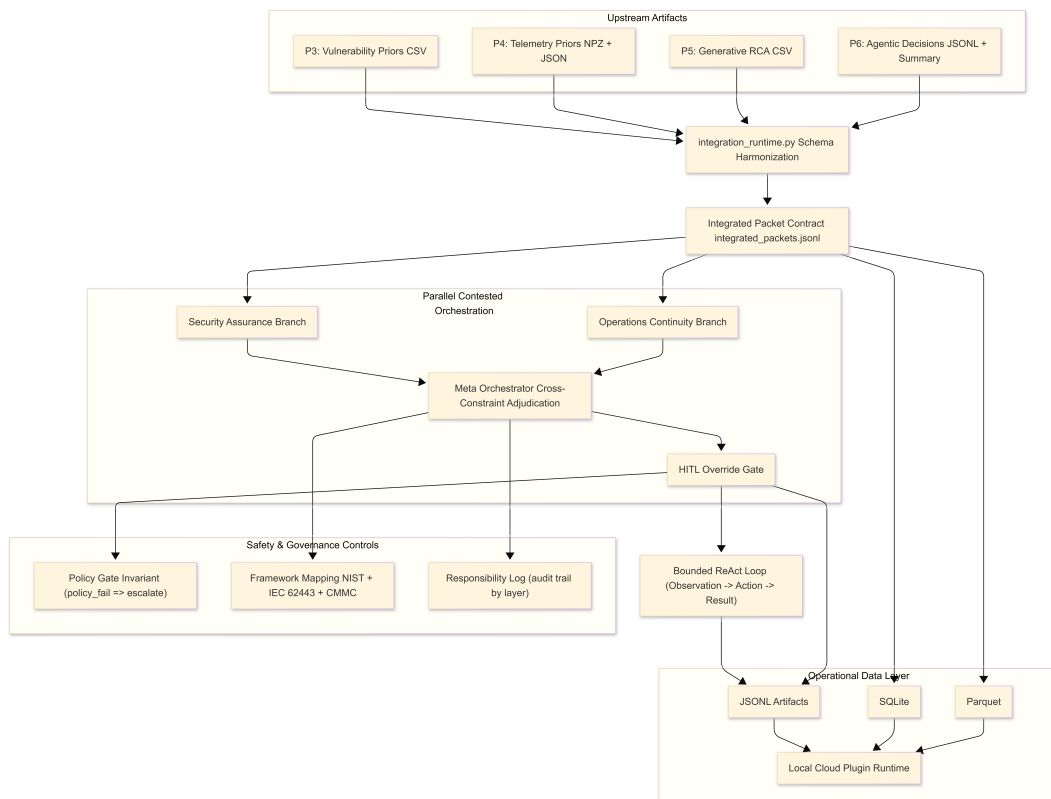 Upstream Artifacts
P3: Vulnerability Priors CSV
P4: Telemetry Priors NPZ +
JSON
P5: Generative RCA CSV
P6: Agentic Decisions JSONL +
Summary
integration_runtime.py Schema
Harmonization
Integrated Packet Contract
integrated_packets.jsonl
Parallel Contested
Orchestration
Security Assurance Branch
Operations Continuity Branch
Meta Orchestrator Cross-
Constraint Adjudication
HITL Override Gate
Safety & Governance Controls
Policy Gate Invariant
(policy_fail => escalate)
Framework Mapping NIST +
IEC 62443 + CMMC
Responsibility Log (audit trail
by layer)
Bounded ReAct Loop
(Observation -> Action ->
Result)
Operational Data Layer
JSONL Artifacts
SQLite
Parquet
Local Cloud Plugin Runtime